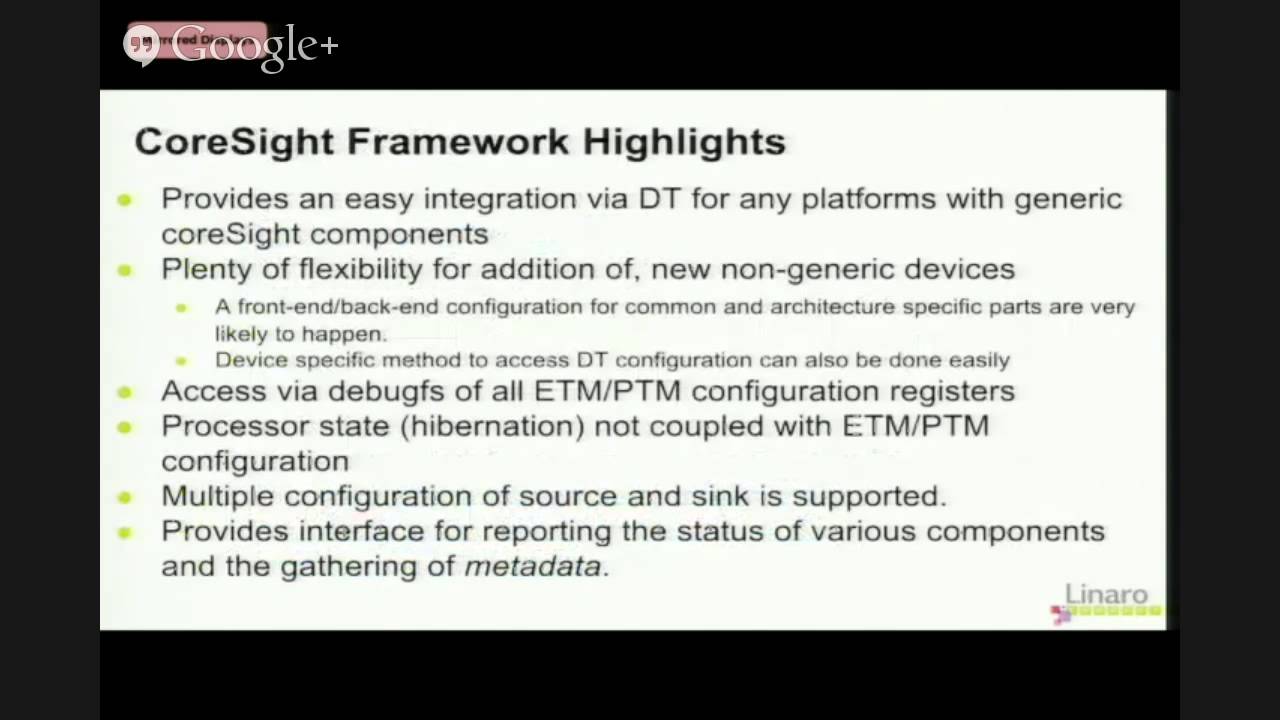 Mirrored Displays
Google+
CoreSight Framework Highlights
Provides an easy integration via DT for any platforms with generic
coreSight components
Plenty of flexibility for addition of, new non-generic devices
A front-end/back-end configuration for common and architecture specific parts are very
likely to happen.
Device specific method to access DT configuration can also be done easily
Access via debugfs of all ETM/PTM configuration registers
Processor state (hibernation) not coupled with ETM/PTM
configuration
Multiple configuration of source and sink is supported.
Provides interface for reporting the status of various components
and the gathering of metadata.
Linaro